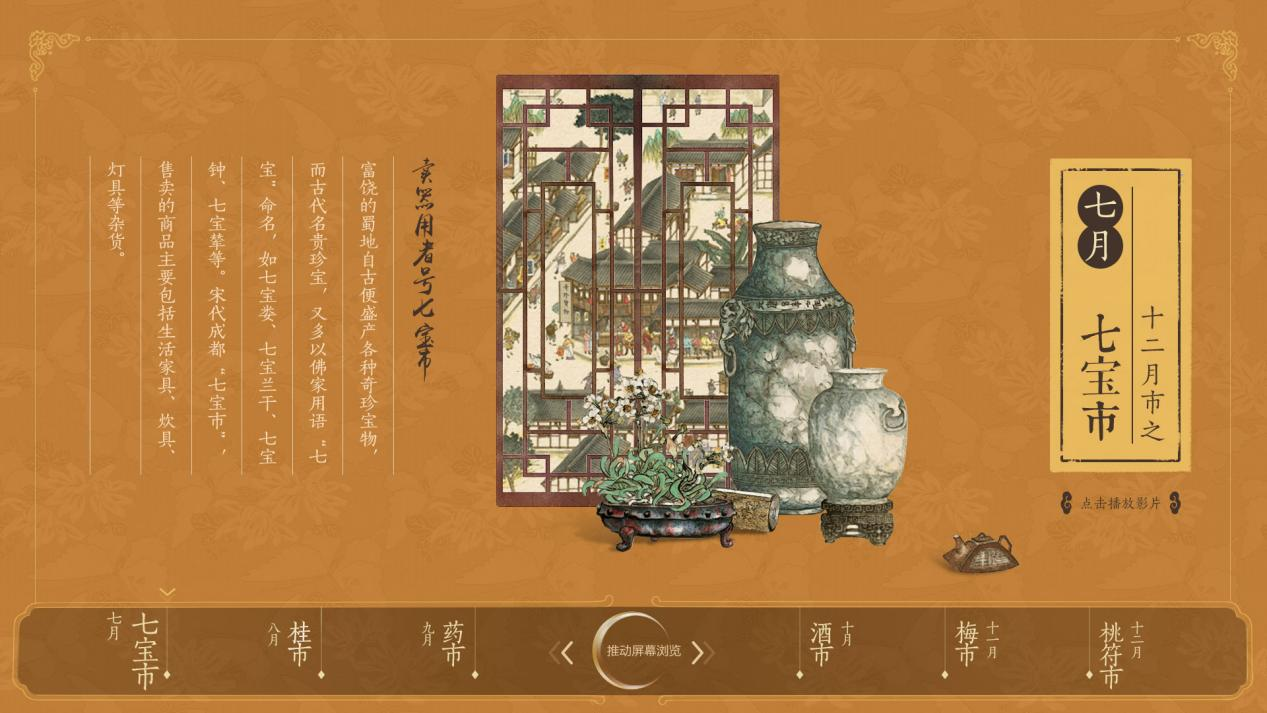 七月
十二月市之
七宝市
点击播放影片
卖器用者号七宝市
富饶的蜀地自古便盛产各种奇珍宝物，
而古代名贵珍宝，又多以佛家用语“七
宝”命名，如七宝娄、七宝兰干、七宝
钟、七宝辇等。宋代成都“七宝市”，
售卖的商品主要包括生活家具、炊具、
灯具等杂货。
七月
七宝市
八月
桂市
九月
药市
推动屏幕浏览
十月
酒市
十一月
梅市
十二月
桃符市